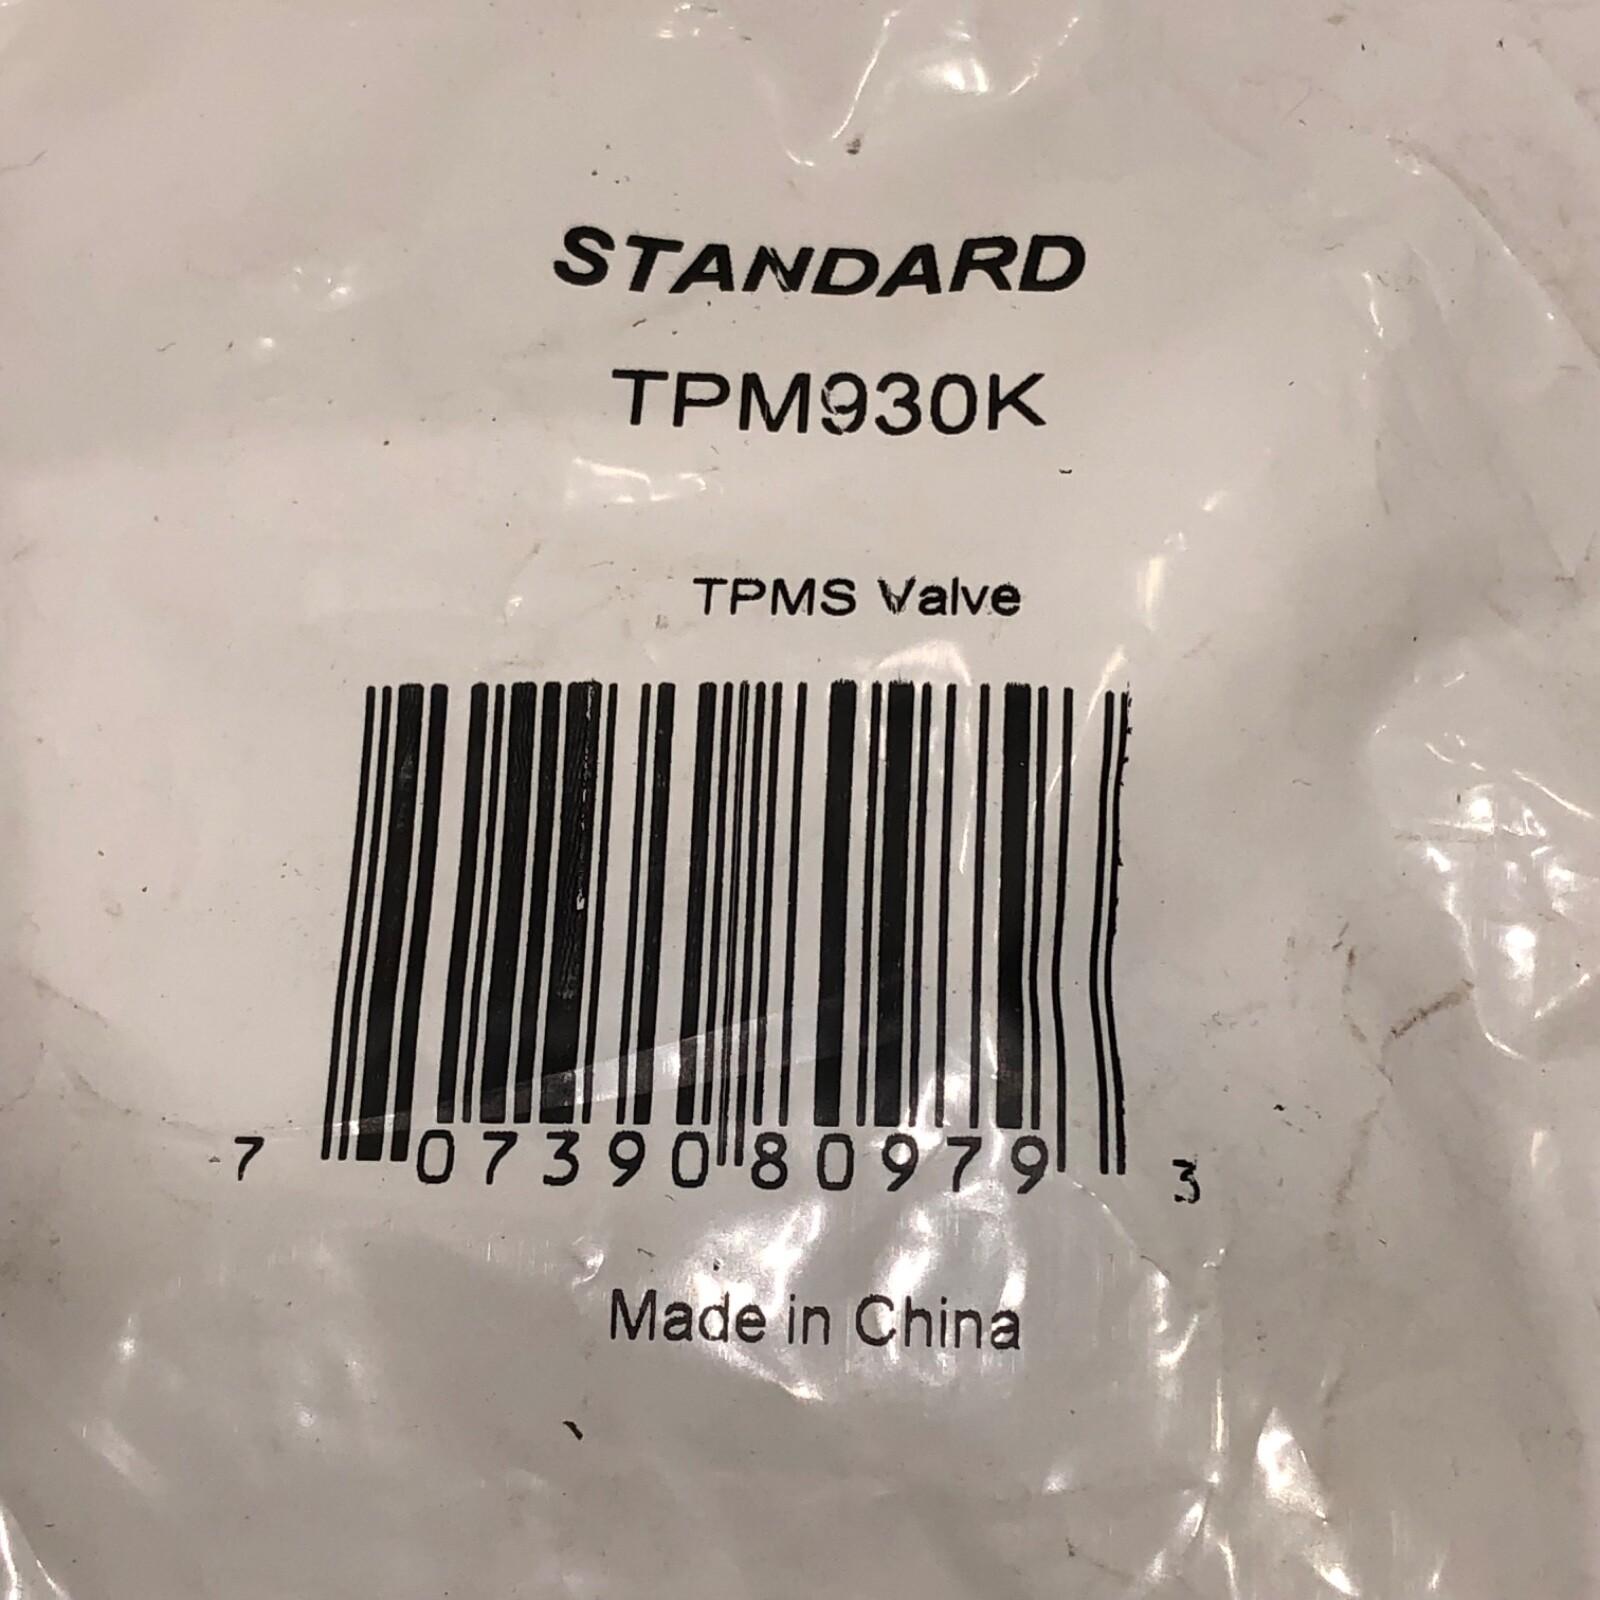 STANDARD
TPM930K
TPMS Valve
7 07390 80979 3
Made in China